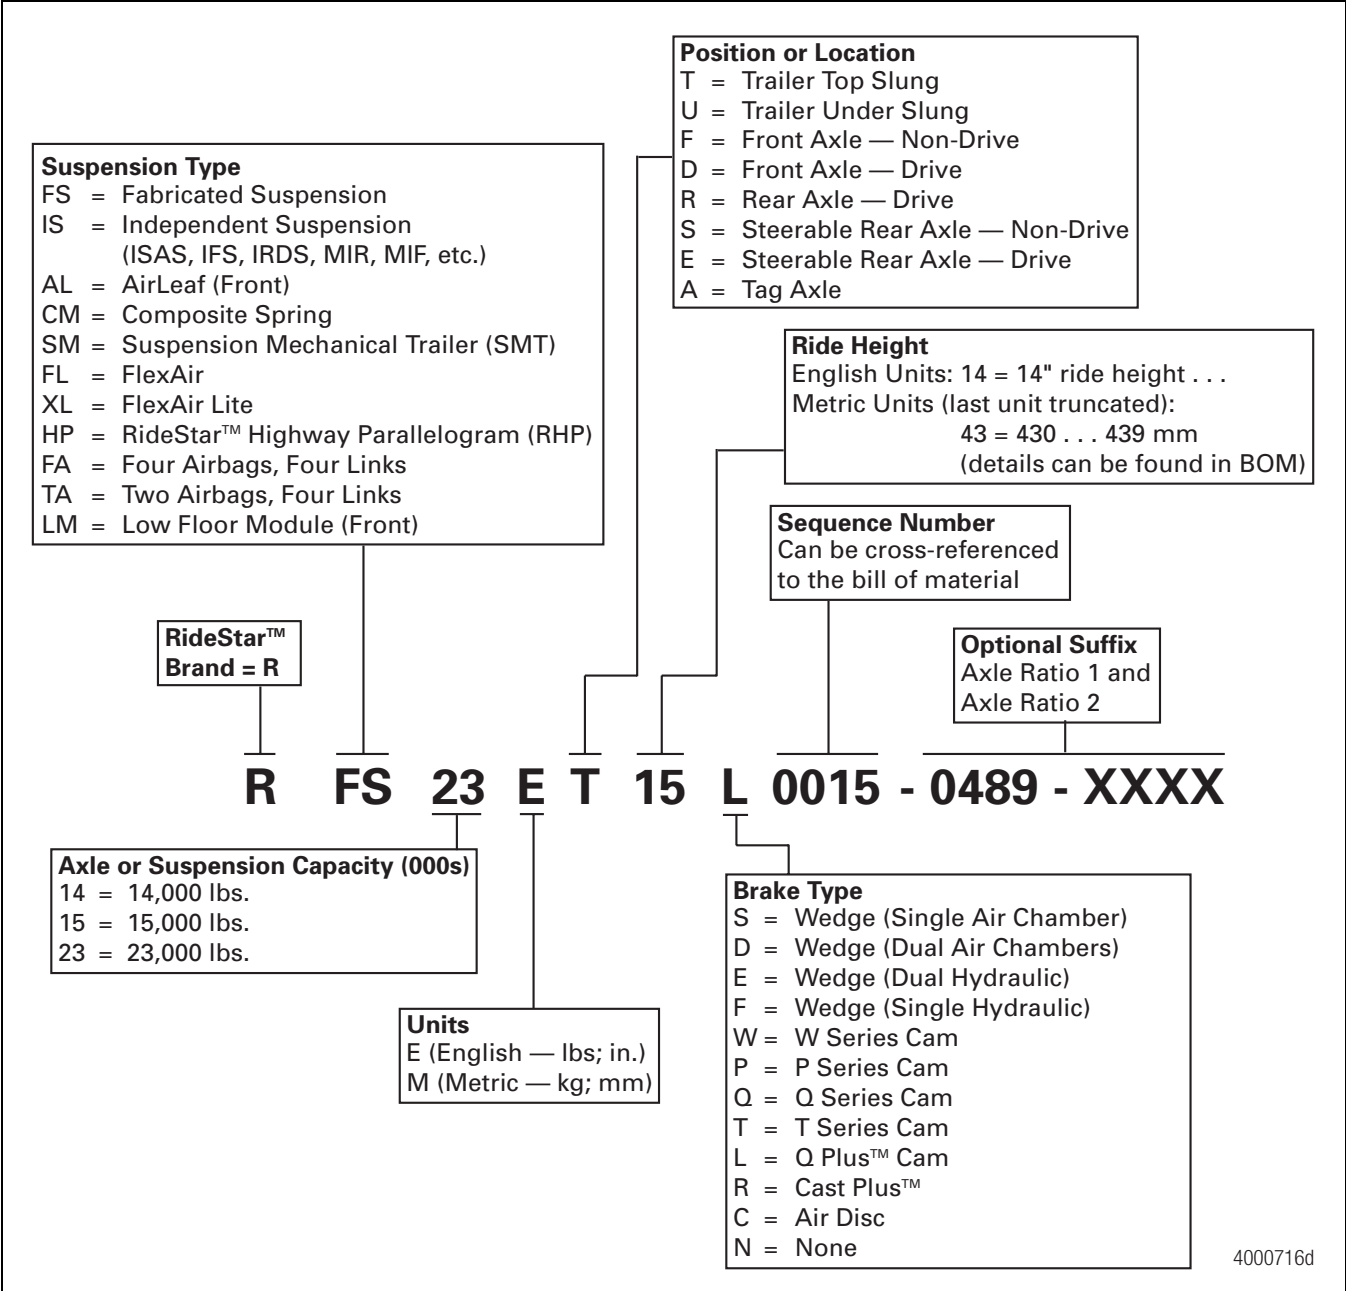 Position or Location
T = Trailer Top Slung
U = Trailer Under Slung
F = Front Axle — Non-Drive
D = Front Axle — Drive
R = Rear Axle — Drive
S = Steerable Rear Axle — Non-Drive
E = Steerable Rear Axle — Drive
A = Tag Axle
Suspension Type
FS = Fabricated Suspension
IS = Independent Suspension
(ISAS, IFS, IRDS, MIR, MIF, etc.)
AL = AirLeaf (Front)
CM = Composite Spring
SM = Suspension Mechanical Trailer (SMT)
FL = FlexAir
XL = FlexAir Lite
HP = RideStar™ Highway Parallelogram (RHP)
FA = Four Airbags, Four Links
TA = Two Airbags, Four Links
LM = Low Floor Module (Front)
Ride Height
English Units: 14 = 14" ride height . . .
Metric Units (last unit truncated):
43 = 430 . . . 439 mm
(details can be found in BOM)
Sequence Number
Can be cross-referenced
to the bill of material
RideStar™
Brand = R
Optional Suffix
Axle Ratio 1 and
Axle Ratio 2
R FS 23 E T 15 L 0015 - 0489 - XXXX
Axle or Suspension Capacity (000s)
14 = 14,000 lbs.
15 = 15,000 lbs.
23 = 23,000 lbs.
Units
E (English — lbs; in.)
M (Metric — kg; mm)
Brake Type
S = Wedge (Single Air Chamber)
D = Wedge (Dual Air Chambers)
E = Wedge (Dual Hydraulic)
F = Wedge (Single Hydraulic)
W = W Series Cam
P = P Series Cam
Q = Q Series Cam
T = T Series Cam
L = Q Plus™ Cam
R = Cast Plus™
C = Air Disc
N = None
4000716d